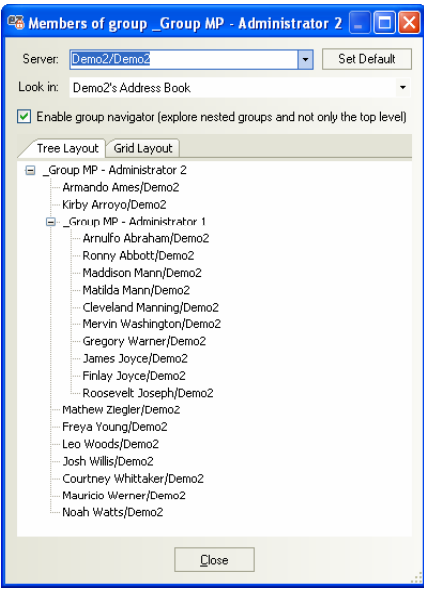 Members of group _Group MP - Administrator 2
Server: Demo2/Demo2 Set Default
Look in: Demo2's Address Book
Enable group navigator (explore nested groups and not only the top level)
Tree Layout Grid Layout
_Group MP - Administrator 2
Armando Ames/Demo2
Kirby Arroyo/Demo2
_Group MP - Administrator 1
Arnulfo Abraham/Demo2
Ronny Abbott/Demo2
Maddison Mann/Demo2
Matilda Mann/Demo2
Cleveland Manning/Demo2
Mervin Washington/Demo2
Gregory Warner/Demo2
James Joyce/Demo2
Finlay Joyce/Demo2
Roosevelt Joseph/Demo2
Mathew Ziegler/Demo2
Freya Young/Demo2
Leo Woods/Demo2
Josh Willis/Demo2
Courtney Whittaker/Demo2
Mauricio Werner/Demo2
Noah Watts/Demo2
Close